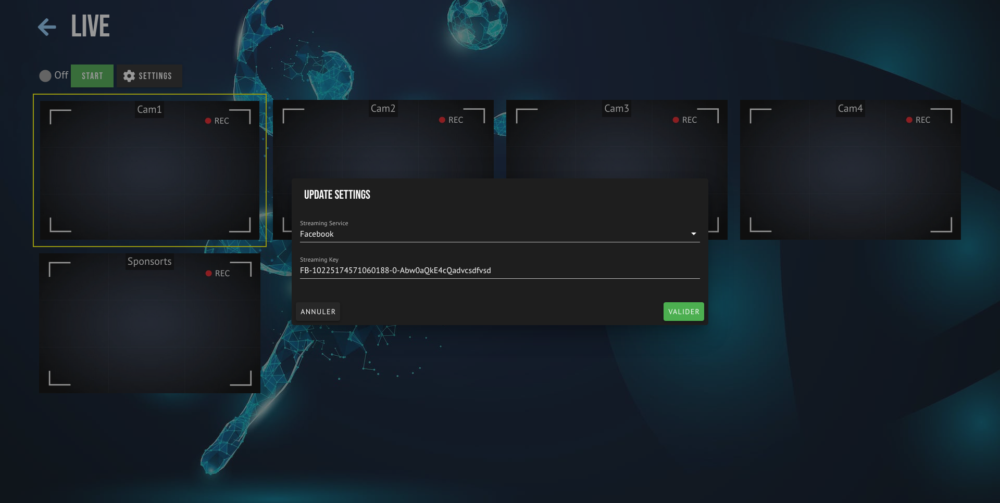 LIVE
Off START SETTINGS
Cam1
REC
Cam2
REC
Cam3
REC
Cam4
REC
UPDATE SETTINGS
Streaming Service
Facebook
Streaming Key
FB-10225174571060188-0-Abw0aQkE4cQadvcsdfvsd
ANNULER VALIDER
Sponsorts
REC